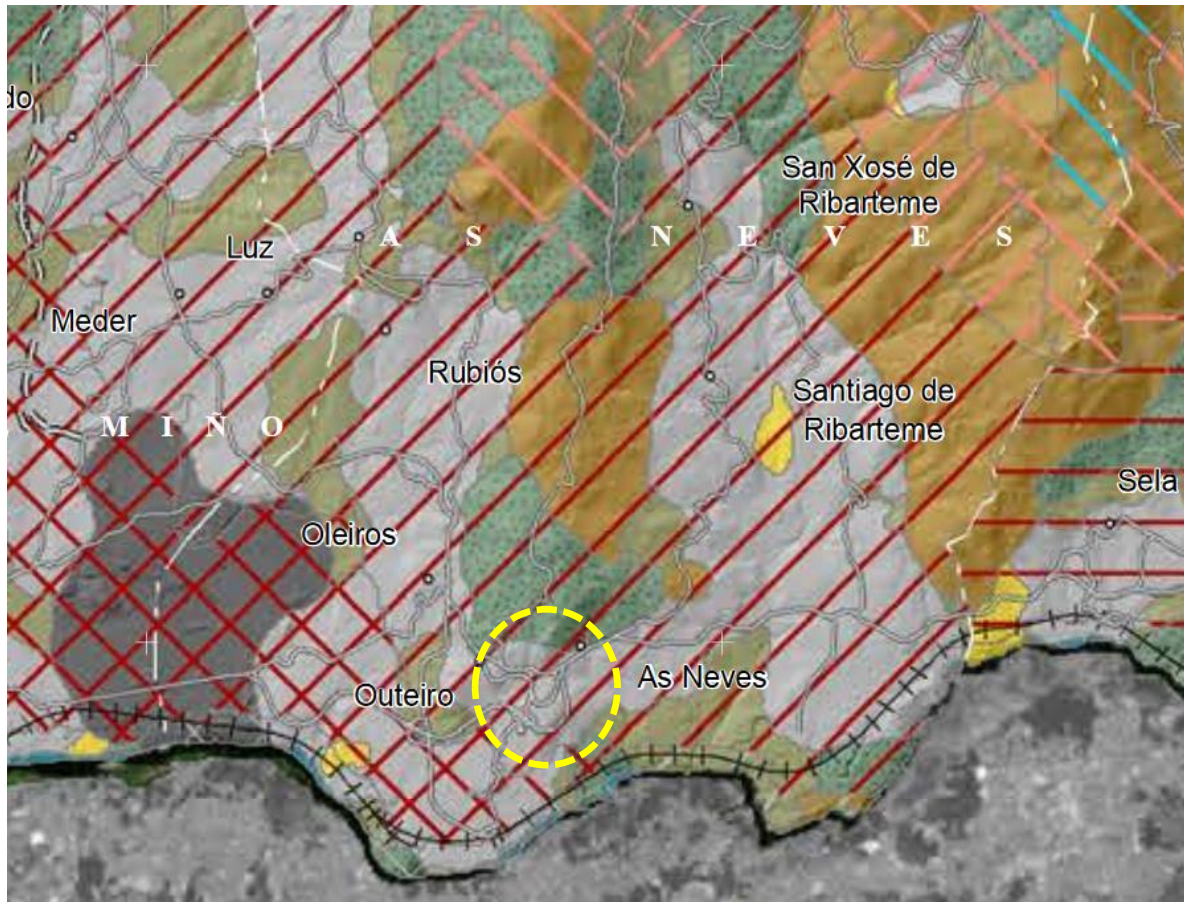 do
San Xosé de
Ribarteme
Luz
A S N E V E S
Meder
Rubiós
Santiago de
Ribarteme
M I Ñ O
Sela
Oleiros
Outeiro
As Neves